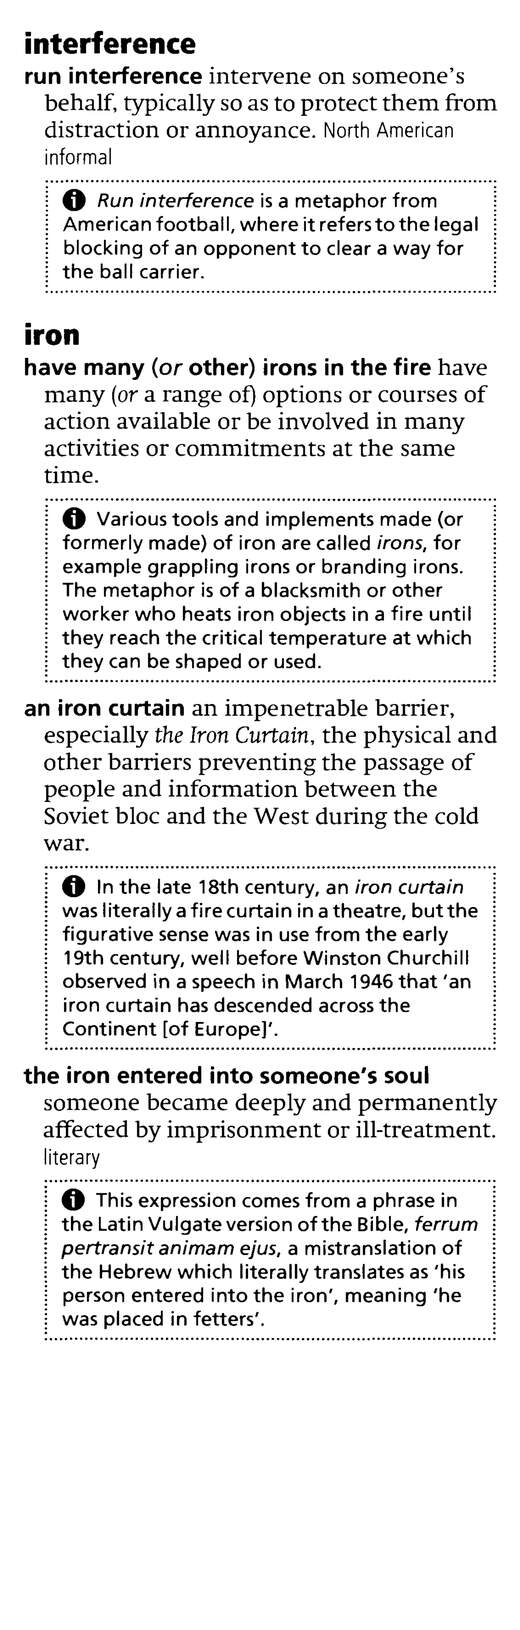 interference
run interference intervene on someone's
behalf, typically so as to protect them from
distraction or annoyance. North American
informal
Run interference is a metaphor from
American football, where it refers to the legal
blocking of an opponent to clear a way for
the ball carrier.
iron
have many (or other) irons in the fire have
many (or a range of) options or courses of
action available or be involved in many
activities or commitments at the same
time.
Various tools and implements made (or
formerly made) of iron are called irons, for
example grappling irons or branding irons.
The metaphor is of a blacksmith or other
worker who heats iron objects in a fire until
they reach the critical temperature at which
they can be shaped or used.
an iron curtain an impenetrable barrier,
especially the Iron Curtain, the physical and
other barriers preventing the passage of
people and information between the
Soviet bloc and the West during the cold
war.
In the late 18th century, an iron curtain
was literally a fire curtain in a theatre, but the
figurative sense was in use from the early
19th century, well before Winston Churchill
observed in a speech in March 1946 that 'an
iron curtain has descended across the
Continent [of Europe]'.
the iron entered into someone's soul
someone became deeply and permanently
affected by imprisonment or ill-treatment.
literary
This expression comes from a phrase in
the Latin Vulgate version of the Bible, ferrum
pertransit animam ejus, a mistranslation of
the Hebrew which literally translates as 'his
person entered into the iron', meaning 'he
was placed in fetters'.